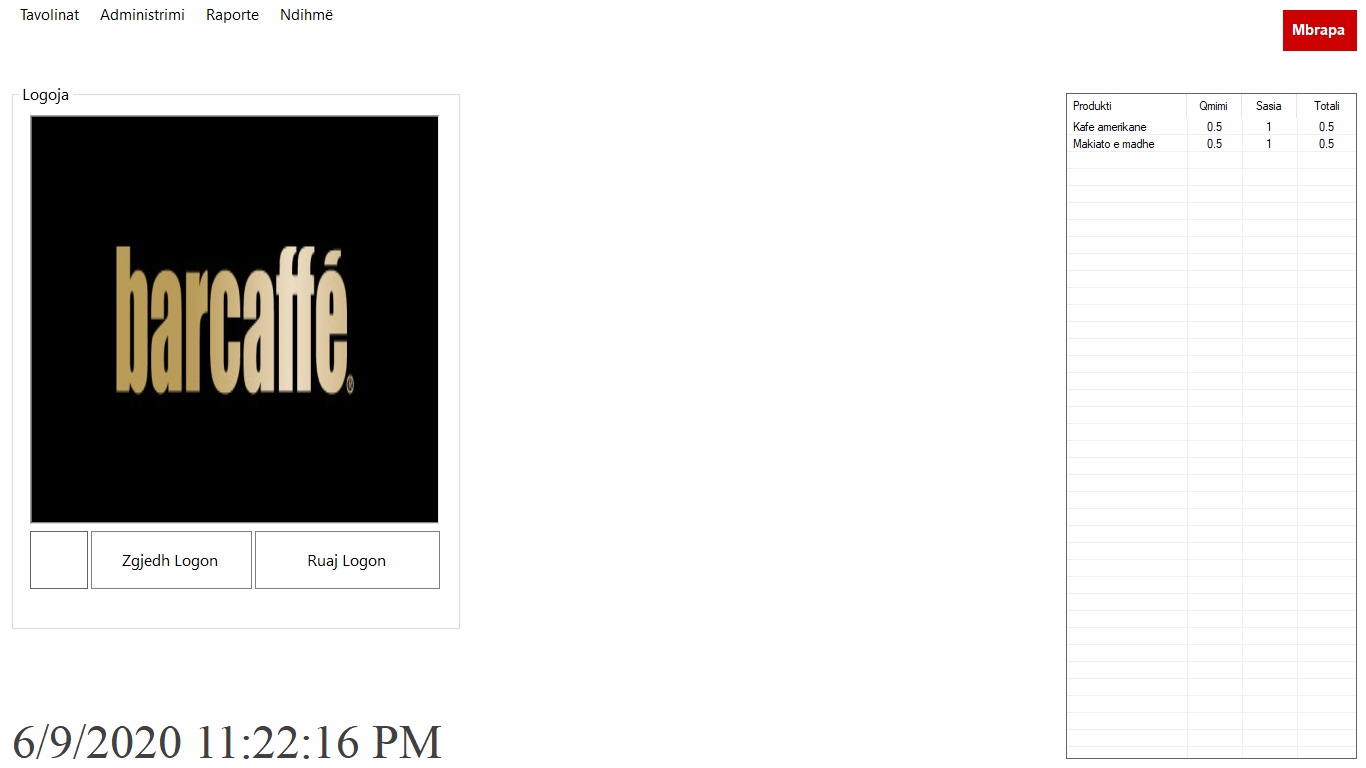 Tavolinat Administrimi Raporte Ndihmë
Mbrapa
Logoja
barcaffé®
Zgjedh Logon Ruaj Logon
6/9/2020 11:22:16 PM
Produkti Qmimi Sasia Totali
Kafe amerikane 0.5 1 0.5
Makiato e madhe 0.5 1 0.5